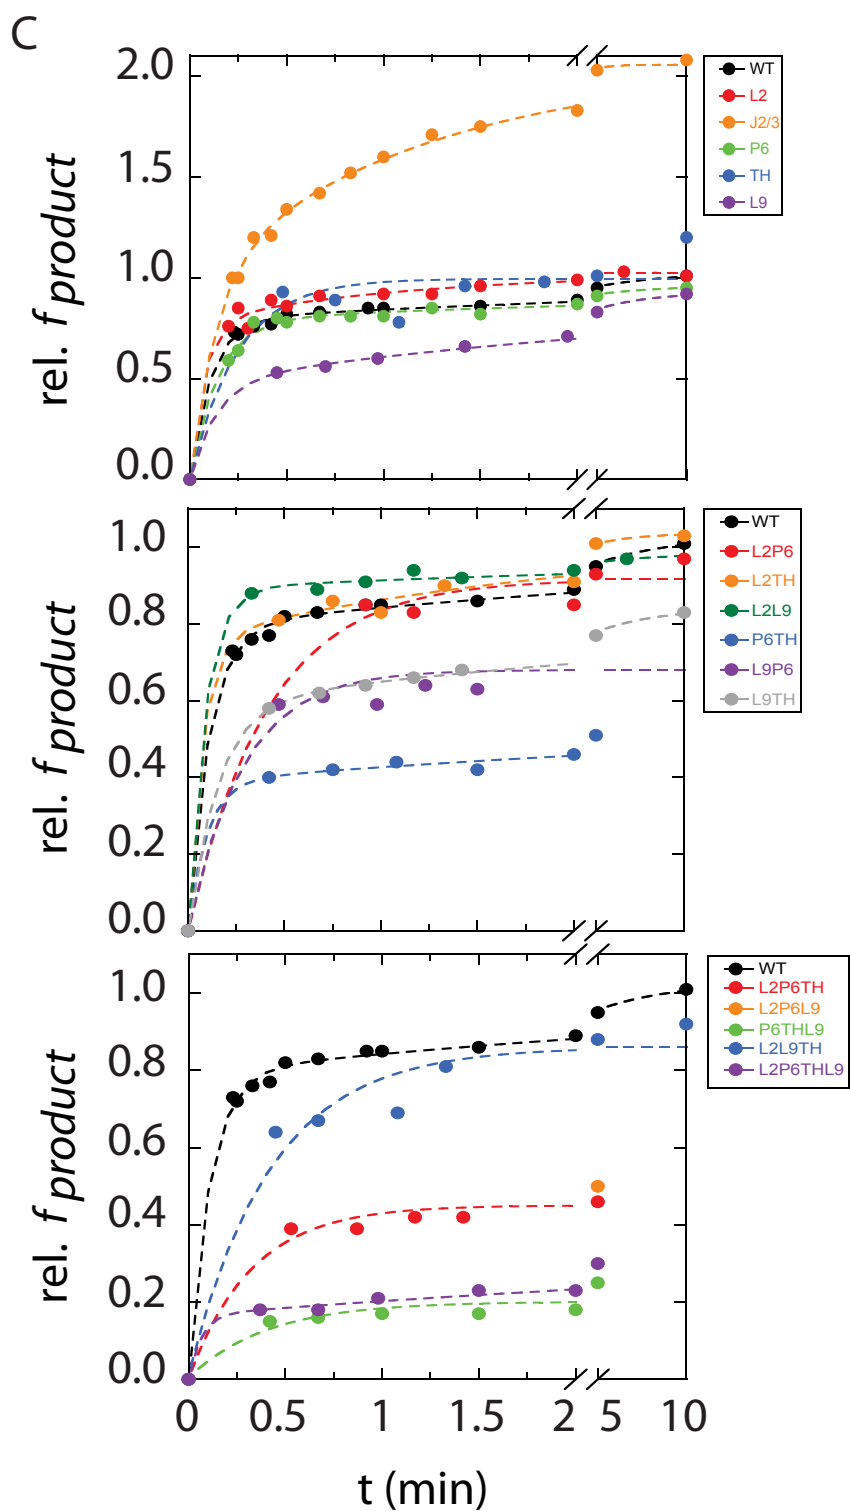 C
2.0
1.5
1.0
0.5
0.0
rel. f product
WT
L2
J2/3
P6
TH
L9
1.0
0.8
0.6
0.4
0.2
0.0
rel. f product
WT
L2P6
L2TH
L2L9
P6TH
L9P6
L9TH
1.0
0.8
0.6
0.4
0.2
0.0
rel. f product
WT
L2P6TH
L2P6L9
P6THL9
L2L9TH
L2P6THL9
0 0.5 1 1.5 2 5 10
t (min)